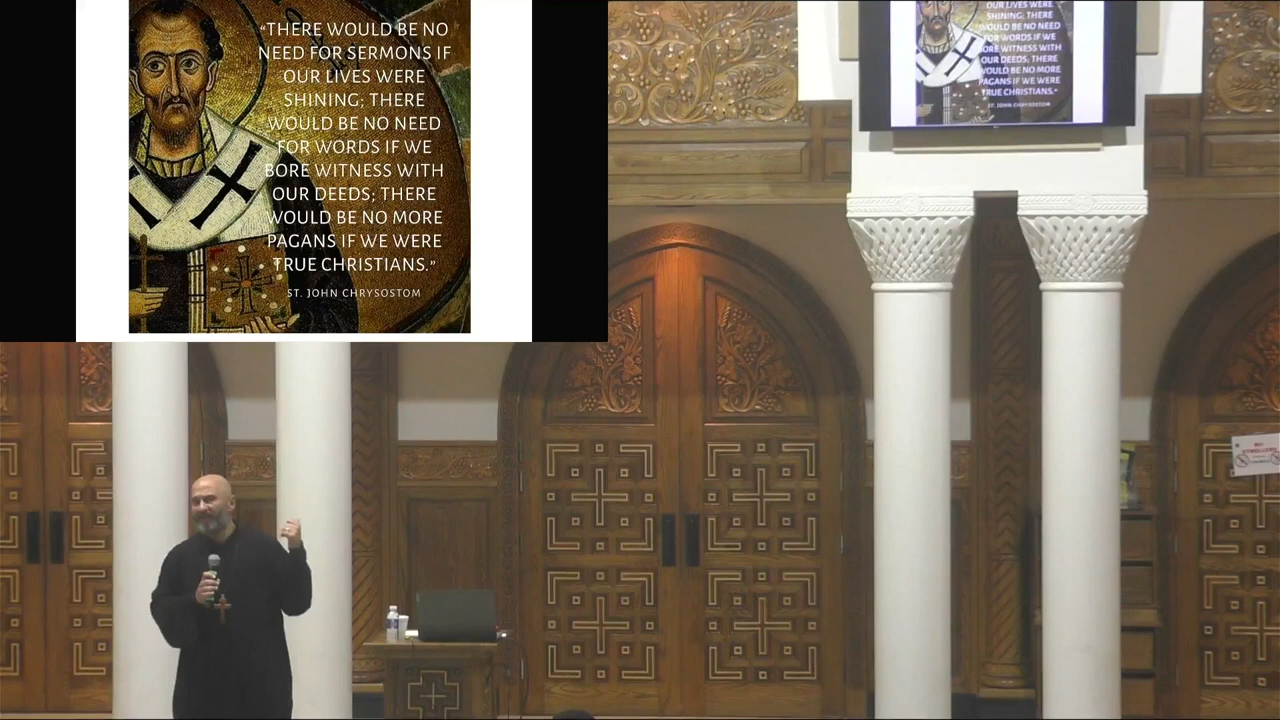 “THERE WOULD BE NO
NEED FOR SERMONS IF
OUR LIVES WERE
SHINING; THERE
WOULD BE NO NEED
FOR WORDS IF WE
BORE WITNESS WITH
OUR DEEDS; THERE
WOULD BE NO MORE
PAGANS IF WE WERE
TRUE CHRISTIANS.”
ST. JOHN CHRYSOSTOM
OUR LIVES WERE
SHINING; THERE
WOULD BE NO NEED
FOR WORDS IF WE
BORE WITNESS WITH
OUR DEEDS; THERE
WOULD BE NO MORE
PAGANS IF WE WERE
TRUE CHRISTIANS.”
ST. JOHN CHRYSOSTOM
NO
STROLLERS